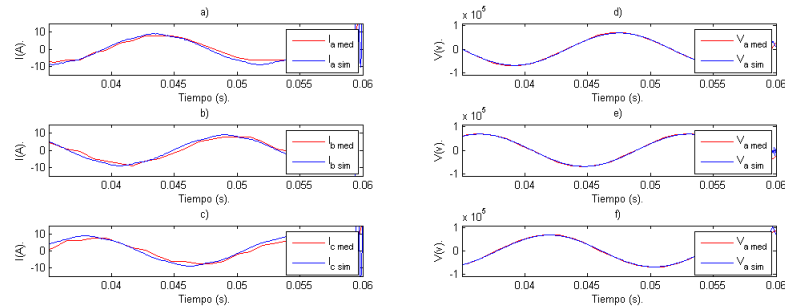 a)
I(A).
10
0
-10
I a med
I a sim
0.04 0.045 0.05 0.055 0.06
Tiempo (s).
b)
I(A).
10
0
-10
I b med
I b sim
0.04 0.045 0.05 0.055 0.06
Tiempo (s).
c)
I(A).
10
0
-10
I c med
I c sim
0.04 0.045 0.05 0.055 0.06
Tiempo (s).
d)
x 10^5
V(v).
1
0
-1
V a med
V a sim
0.04 0.045 0.05 0.055 0.06
Tiempo (s).
e)
x 10^5
V(v).
1
0
-1
V a med
V a sim
0.04 0.045 0.05 0.055 0.06
Tiempo (s).
f)
x 10^5
V(v).
1
0
-1
V a med
V a sim
0.04 0.045 0.05 0.055 0.06
Tiempo (s).